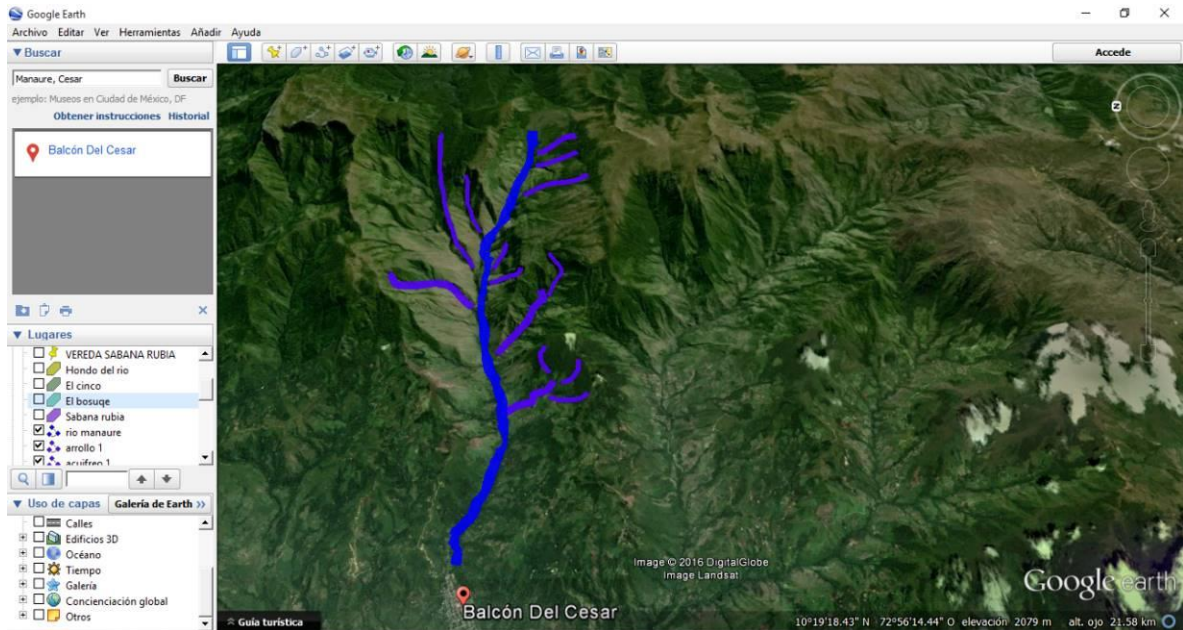 Google Earth
Archivo Editar Ver Herramientas Añadir Ayuda
Buscar
Manaure, Cesar
Buscar
ejemplo: Museos en Ciudad de México, DF
Obtener instrucciones Historial
Balcón Del Cesar
Lugares
VEREDA SABANA RUBIA
Hondo del rio
El cinco
El bosuqe
Sabana rubia
rio manaure
arrollo 1
acuifreo 1
Uso de capas
Galería de Earth >>
Calles
Edificios 3D
Océano
Tiempo
Galería
Concienciación global
Otros
Accede
N
Image © 2016 DigitalGlobe
Image Landsat
Google earth
Balcón Del Cesar
Guía turística
10°19'18.43" N 72°56'14.44" O elevación 2079 m alt. ojo 21.58 km